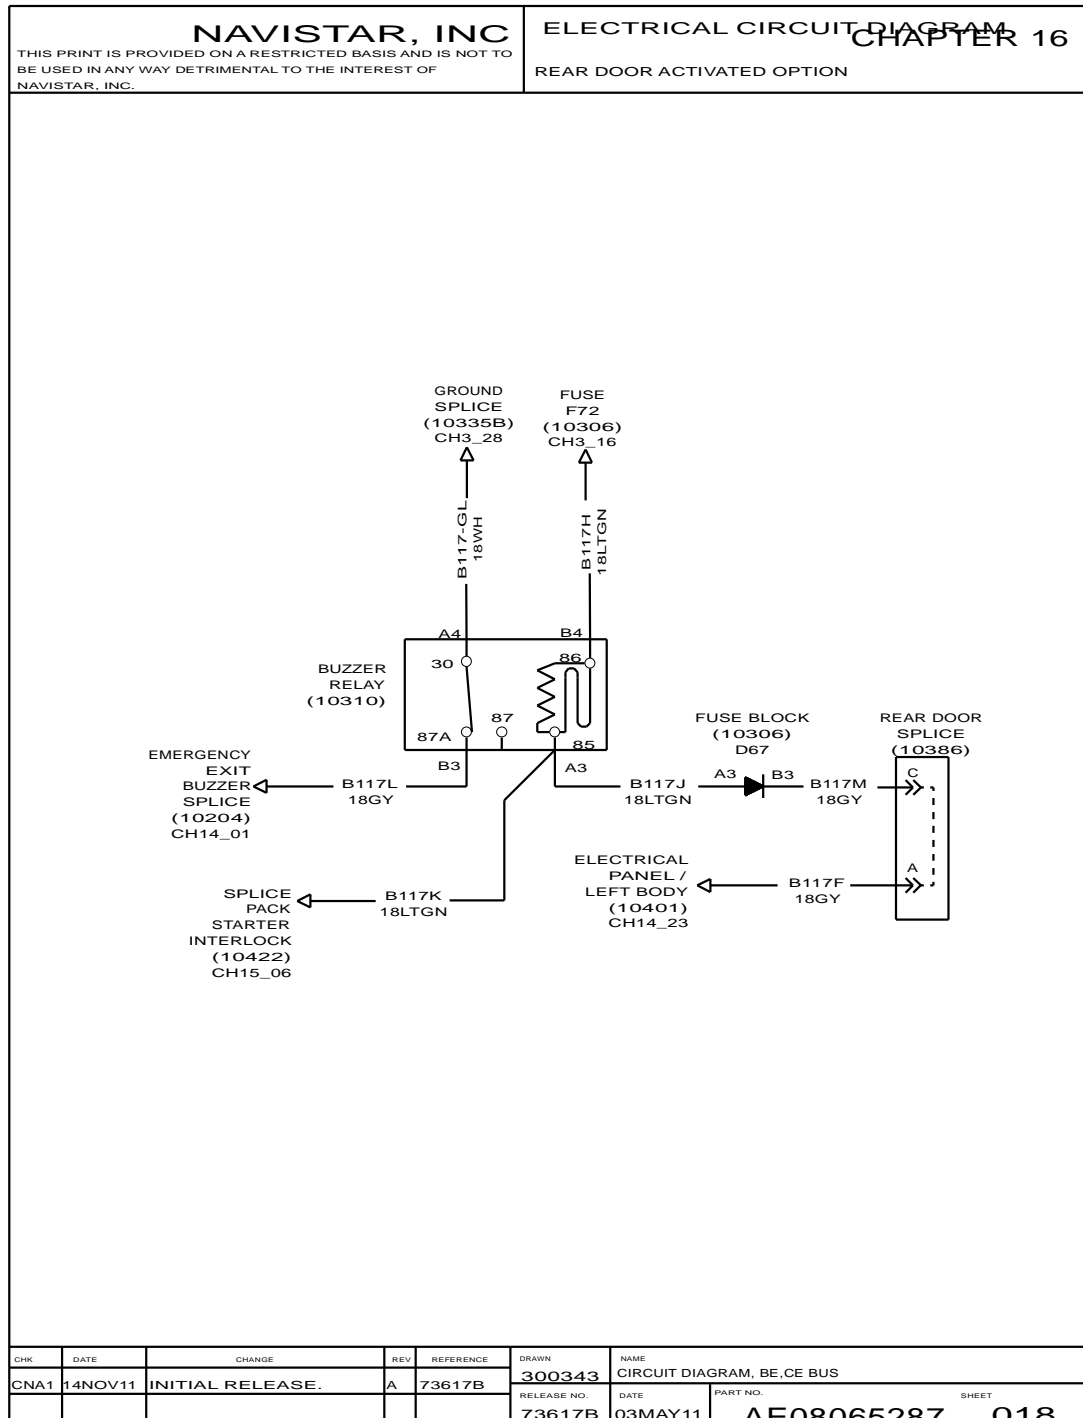 NAVISTAR, INC
THIS PRINT IS PROVIDED ON A RESTRICTED BASIS AND IS NOT TO
BE USED IN ANY WAY DETRIMENTAL TO THE INTEREST OF
NAVISTAR, INC.
ELECTRICAL CIRCUIT DIAGRAM
CHAPTER 16
REAR DOOR ACTIVATED OPTION
GROUND
SPLICE
(10335B)
CH3_28
FUSE
F72
(10306)
CH3_16
B117-GL
18WH
B117H
18LTGN
A4
B4
30
86
BUZZER
RELAY
(10310)
87A
87
85
B3
A3
EMERGENCY
EXIT
BUZZER
SPLICE
(10204)
CH14_01
B117L
18GY
B117J
18LTGN
FUSE BLOCK
(10306)
D67
A3
B3
B117M
18GY
REAR DOOR
SPLICE
(10386)
C
A
SPLICE
PACK
STARTER
INTERLOCK
(10422)
CH15_06
B117K
18LTGN
ELECTRICAL
PANEL /
LEFT BODY
(10401)
CH14_23
B117F
18GY
CHK DATE CHANGE REV REFERENCE
CNA1 14NOV11 INITIAL RELEASE. A 73617B
DRAWN
300343
NAME
CIRCUIT DIAGRAM, BE,CE BUS
RELEASE NO.
73617B
DATE
03MAY11
PART NO.
AE08065287
SHEET
018